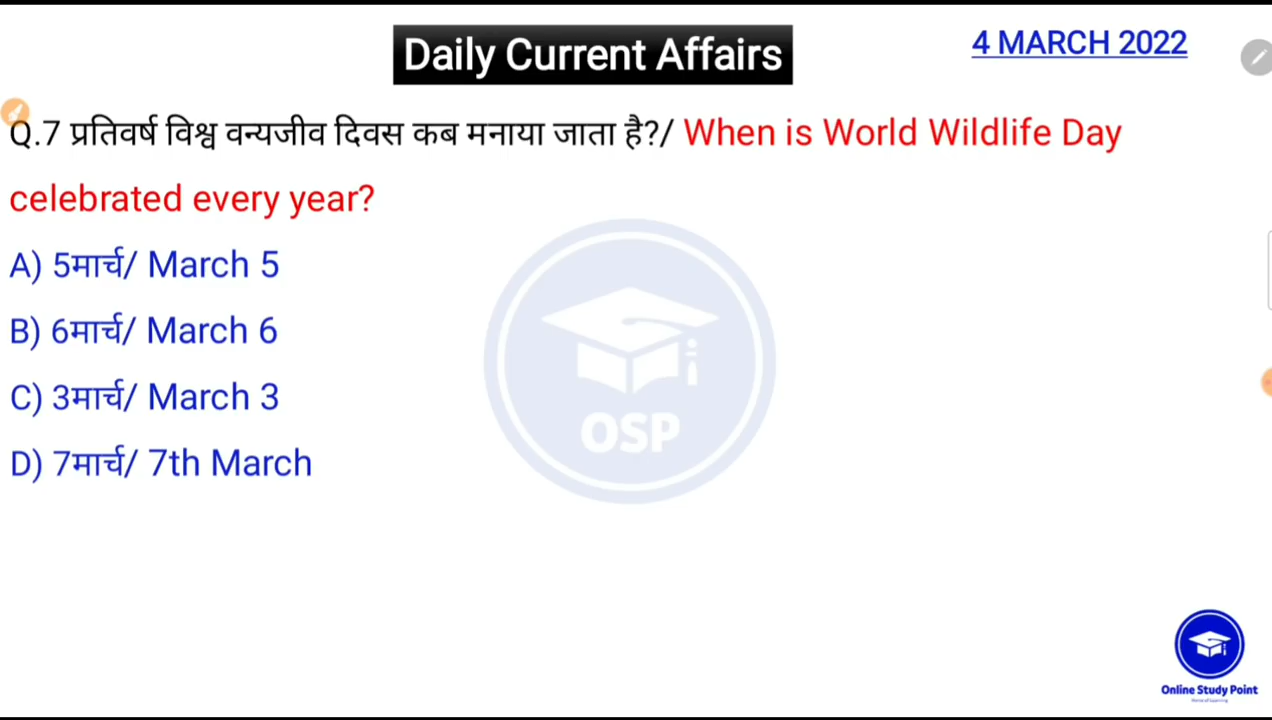 Daily Current Affairs
4 MARCH 2022
Q.7 प्रतिवर्ष विश्व वन्यजीव दिवस कब मनाया जाता है?/ When is World Wildlife Day
celebrated every year?
A) 5मार्च/ March 5
B) 6मार्च/ March 6
C) 3मार्च/ March 3
D) 7मार्च/ 7th March
OSP
Online Study Point